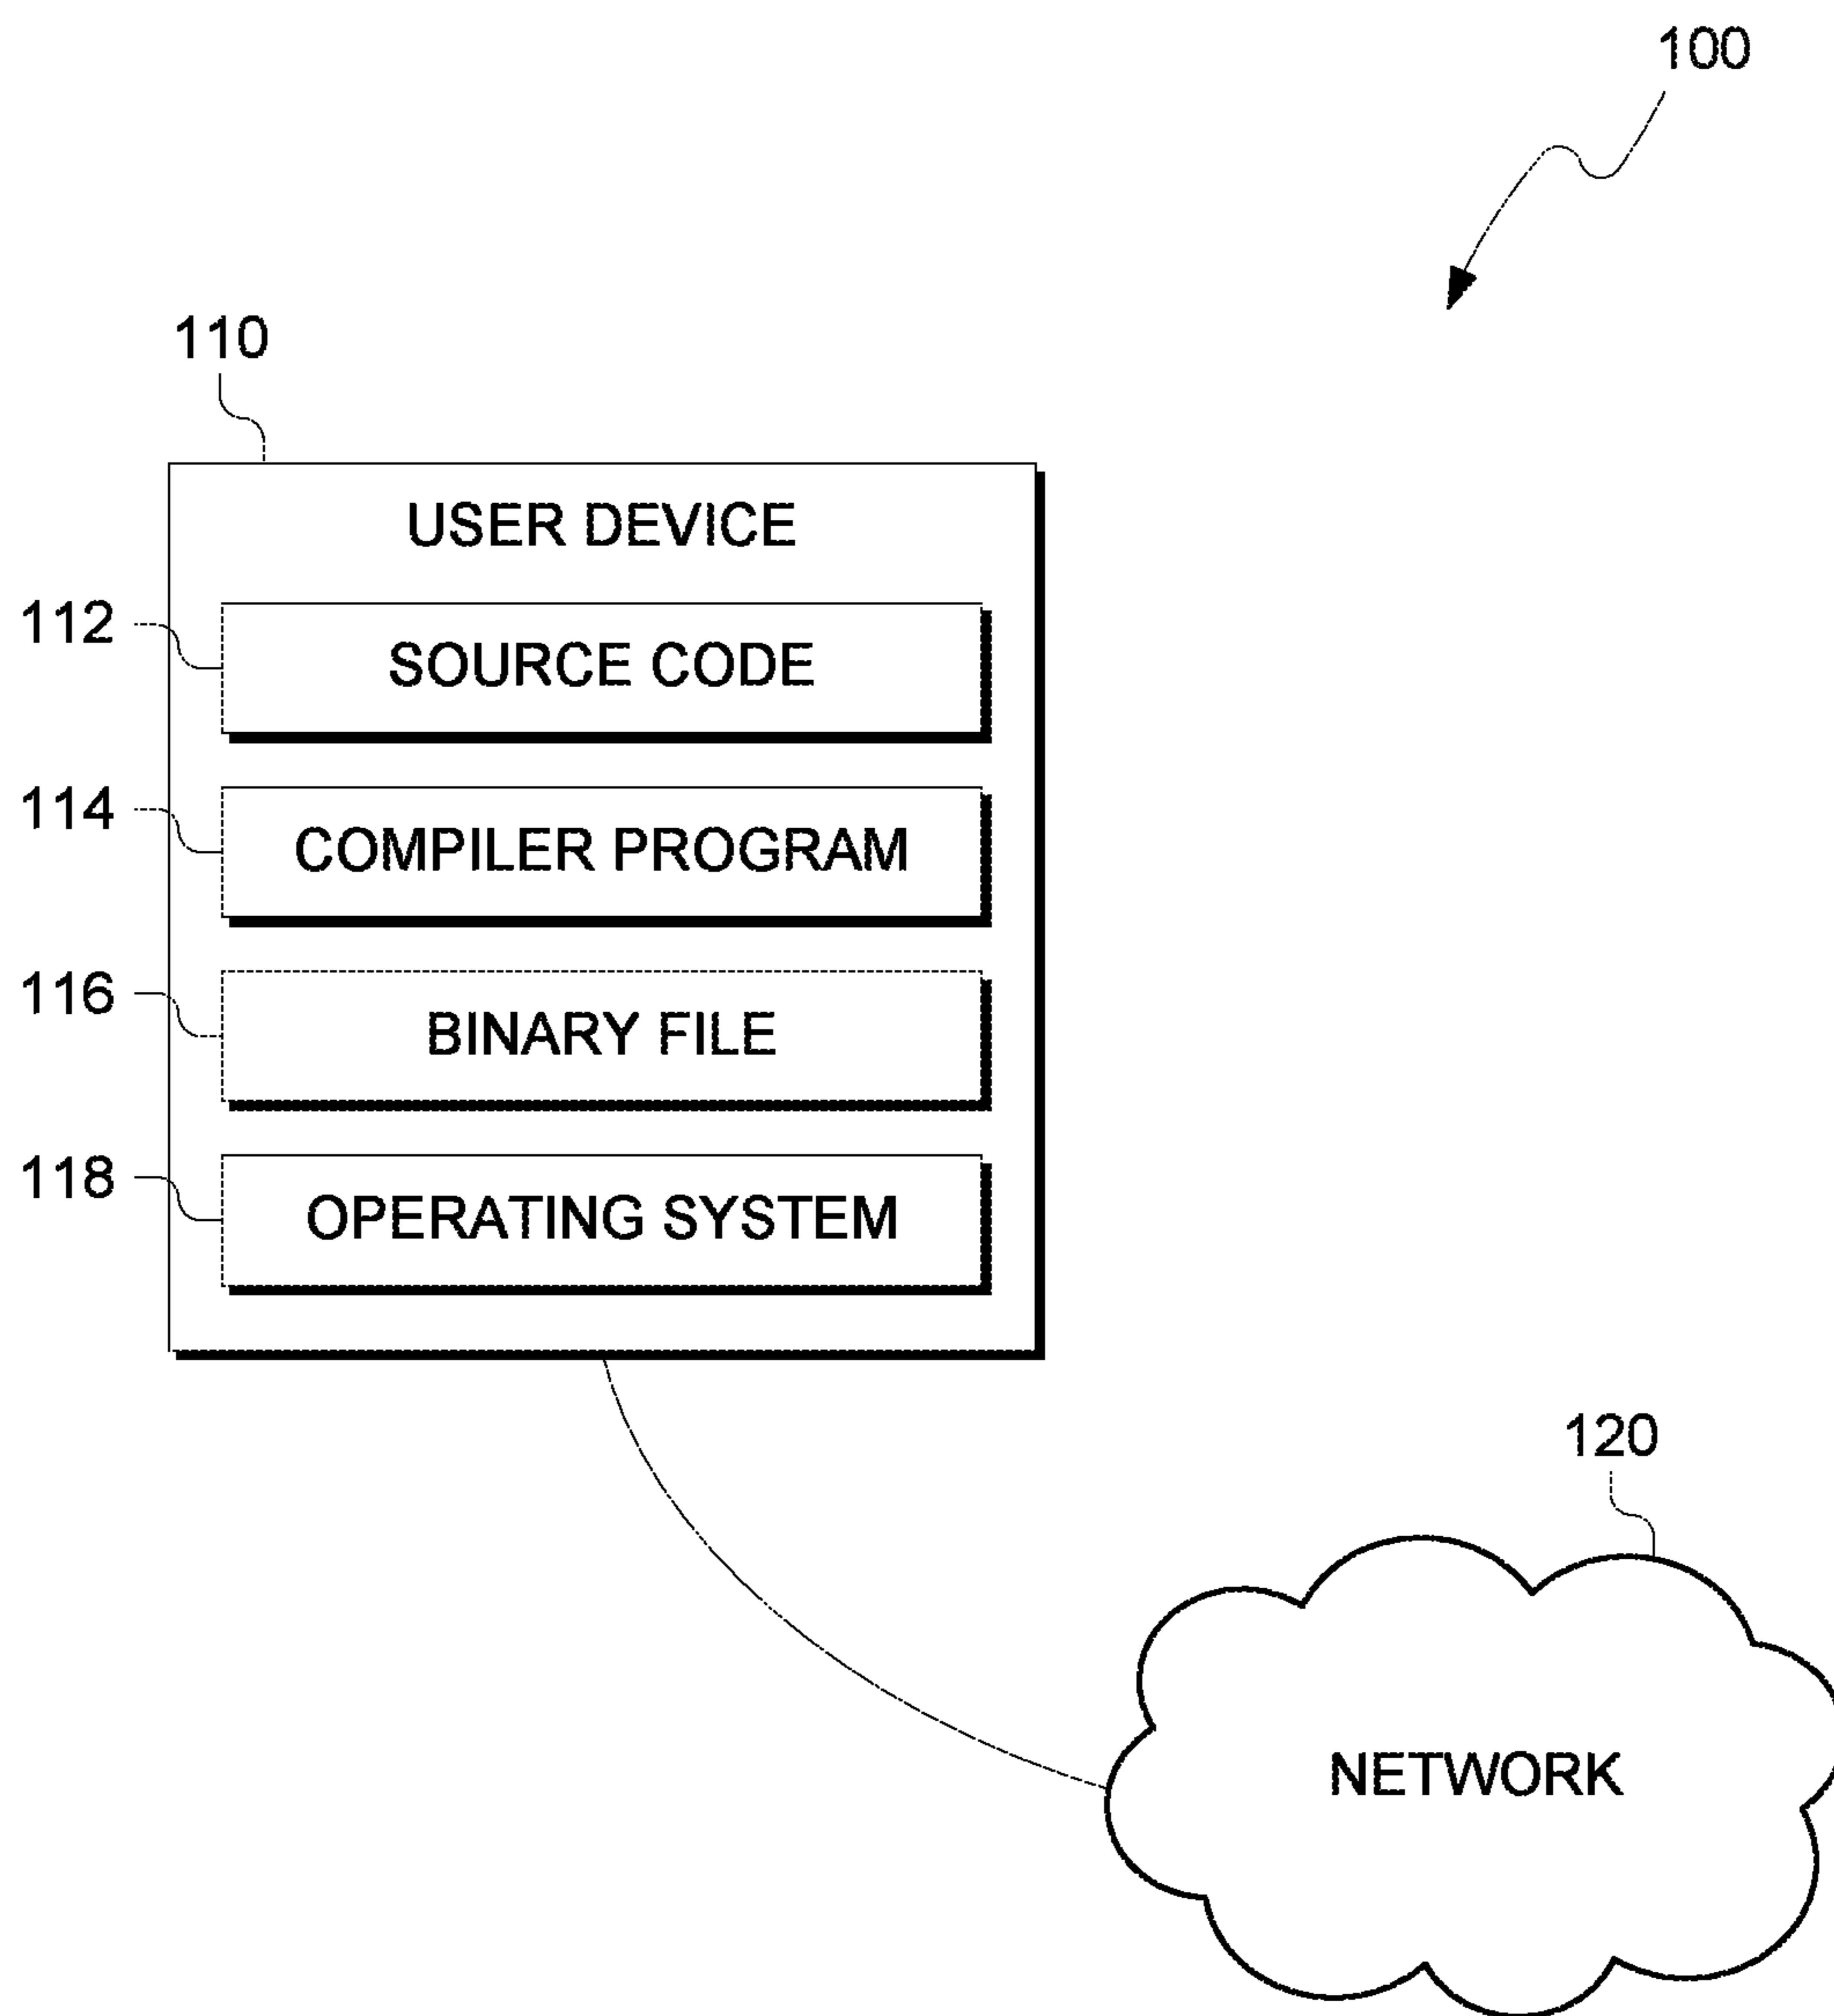 100
110
USER DEVICE
112
SOURCE CODE
114
COMPILER PROGRAM
116
BINARY FILE
118
OPERATING SYSTEM
120
NETWORK